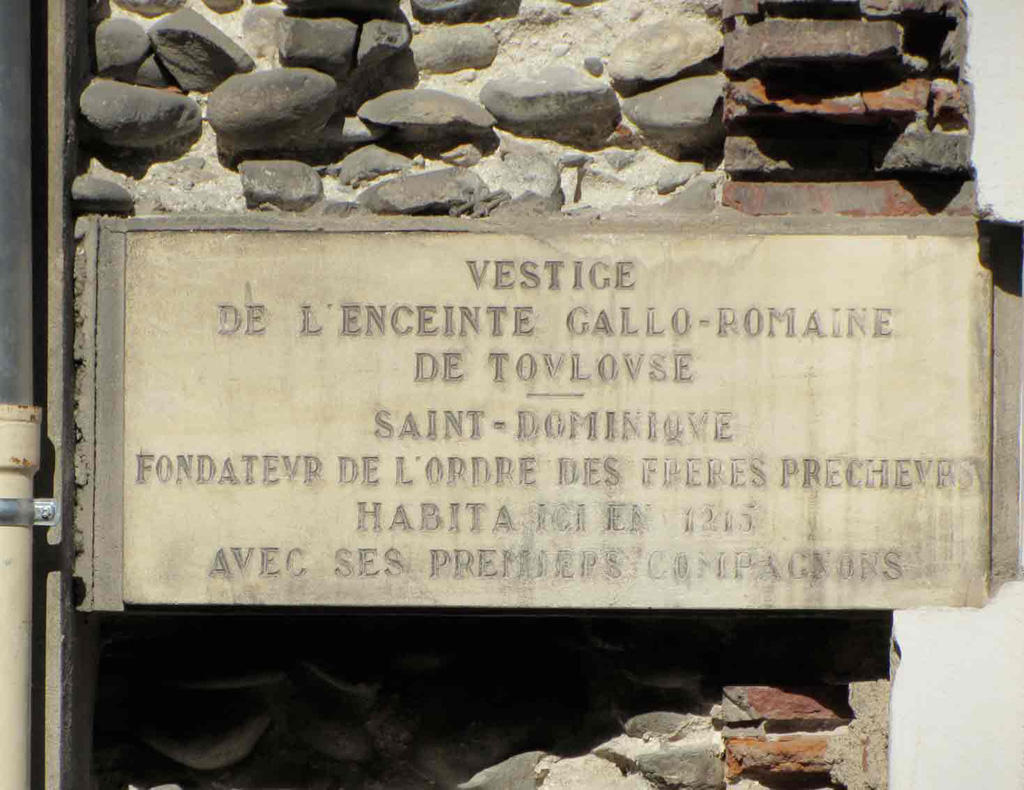 VESTIGE
DE L'ENCEINTE GALLO-ROMAINE
DE TOVLOVSE
SAINT-DOMINIQVE
FONDATEVR DE L'ORDRE DES FRERES PRECHEVRS
HABITA ICI EN 1215
AVEC SES PREMIERS COMPAGNONS